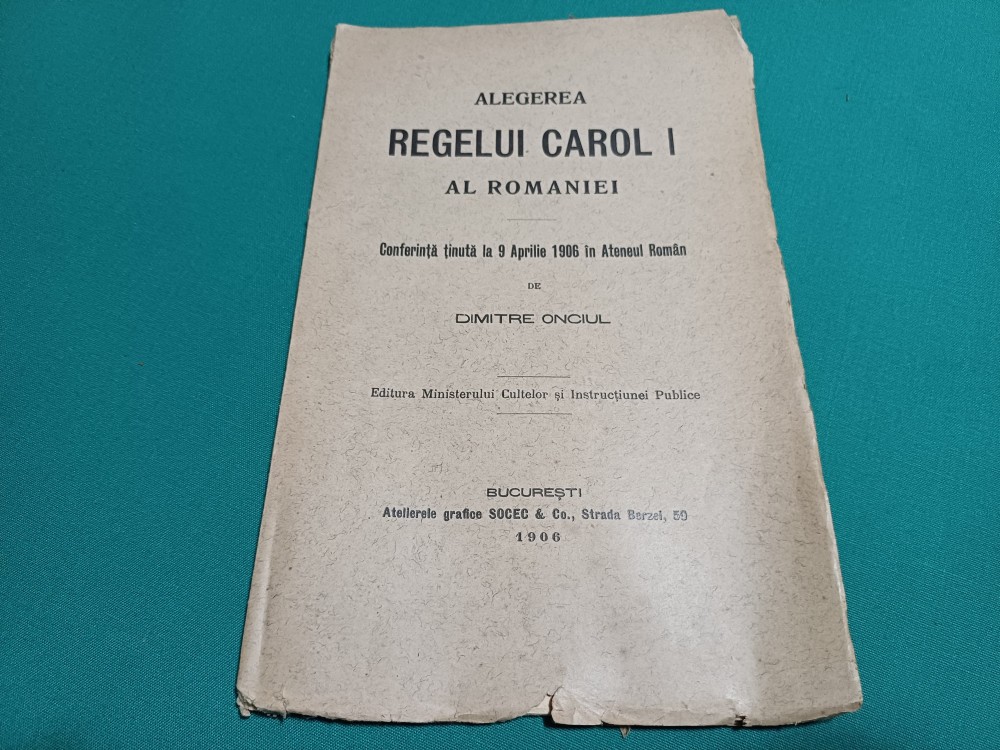 ALEGEREA
REGELUI CAROL I
AL ROMANIEI
Conferință ținută la 9 Aprilie 1906 în Ateneul Român
DE
DIMITRE ONCIUL
Editura Ministerului Cultelor și Instrucțiunei Publice
BUCUREȘTI
Atelierele grafice SOCEC & Co., Strada Berzei, 59
1906